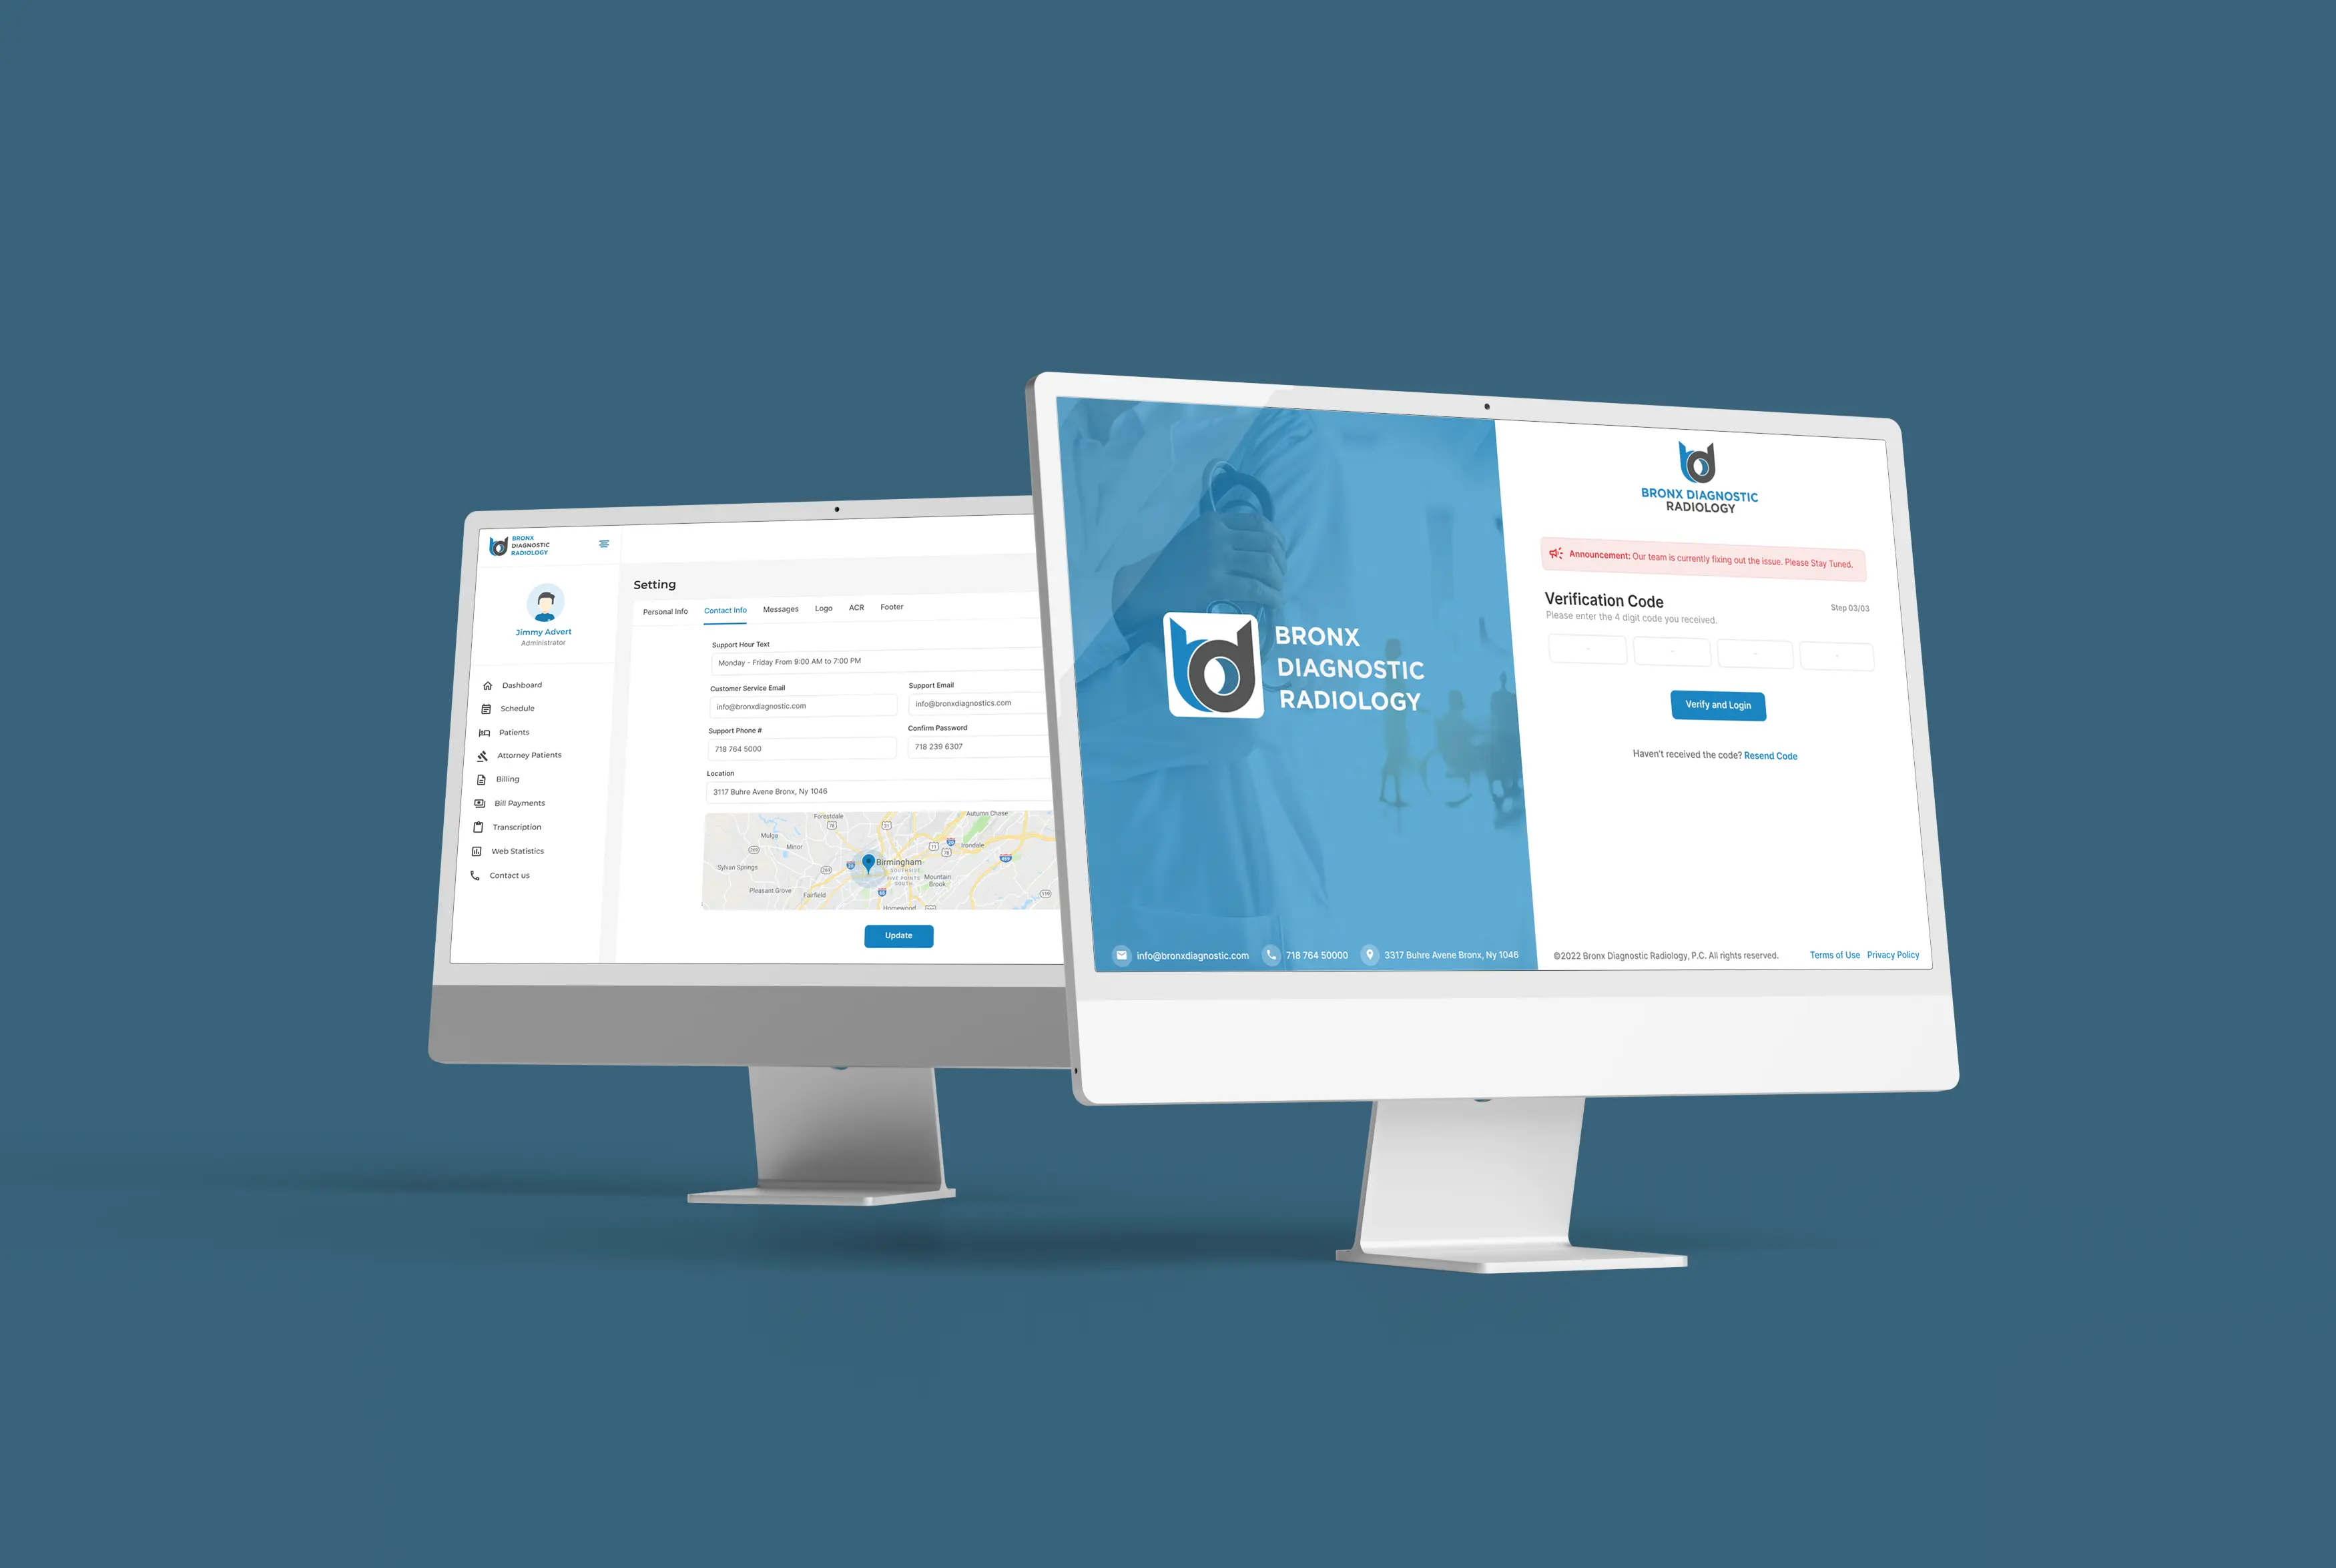 BRONX
DIAGNOSTIC
RADIOLOGY
Jimmy Advert
Administrator
Dashboard
Schedule
Patients
Attorney Patients
Billing
Bill Payments
Transcription
Web Statistics
Contact us
Setting
Personal Info
Contact Info
Messages
Logo
ACR
Footer
Support Hour Text
Monday - Friday From 9:00 AM to 7:00 PM
Customer Service Email
info@bronxdiagnostic.com
Support Email
info@bronxdiagnostics.com
Support Phone #
718 764 5000
Confirm Password
718 239 6307
Location
3117 Buhre Avene Bronx, Ny 1046
Forestdale
Autumn Chase
Mulga
Minor
Irondale
Sylvan Springs
Birmingham
SOUTHSIDE
FIVE POINTS
SOUTH
Mountain
Brook
Pleasant Grove
Fairfield
Homewood
Update
BRONX
DIAGNOSTIC
RADIOLOGY
info@bronxdiagnostic.com
718 764 50000
3117 Buhre Avene Bronx, Ny 1046
BRONX DIAGNOSTIC
RADIOLOGY
Announcement: Our team is currently fixing out the issue. Please Stay Tuned.
Verification Code
Step 03/03
Please enter the 4 digit code you received.
Verify and Login
Haven't received the code? Resend Code
©2022 Bronx Diagnostic Radiology, P.C. All rights reserved.
Terms of Use
Privacy Policy